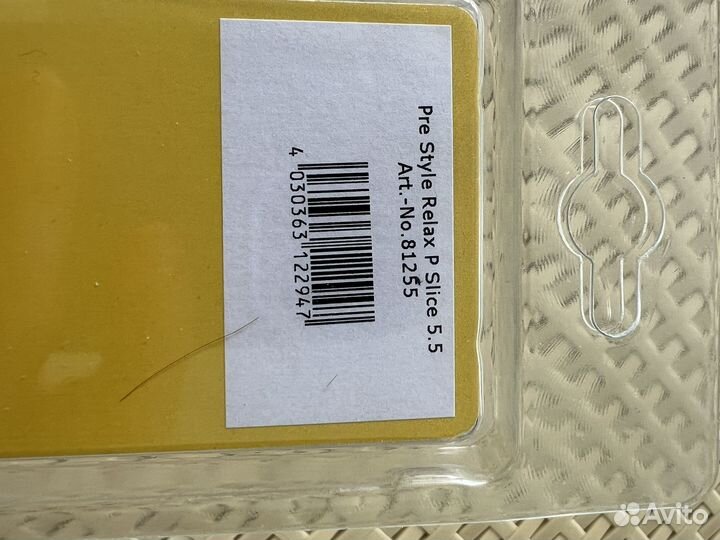 Pre Style Relax P Slice 5.5
Art.-No.81255
4 030363 122947
Avito